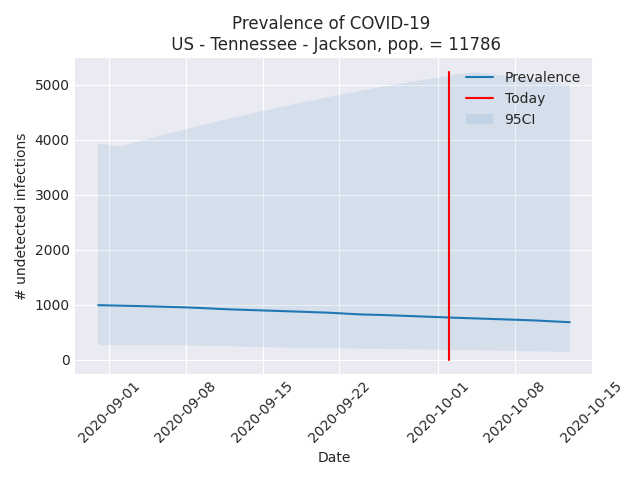 Prevalence of COVID-19
US - Tennessee - Jackson, pop. = 11786
Prevalence
Today
95CI
5000
4000
3000
2000
1000
0
# undetected infections
2020-09-01
2020-09-08
2020-09-15
2020-09-22
2020-10-01
2020-10-08
2020-10-15
Date